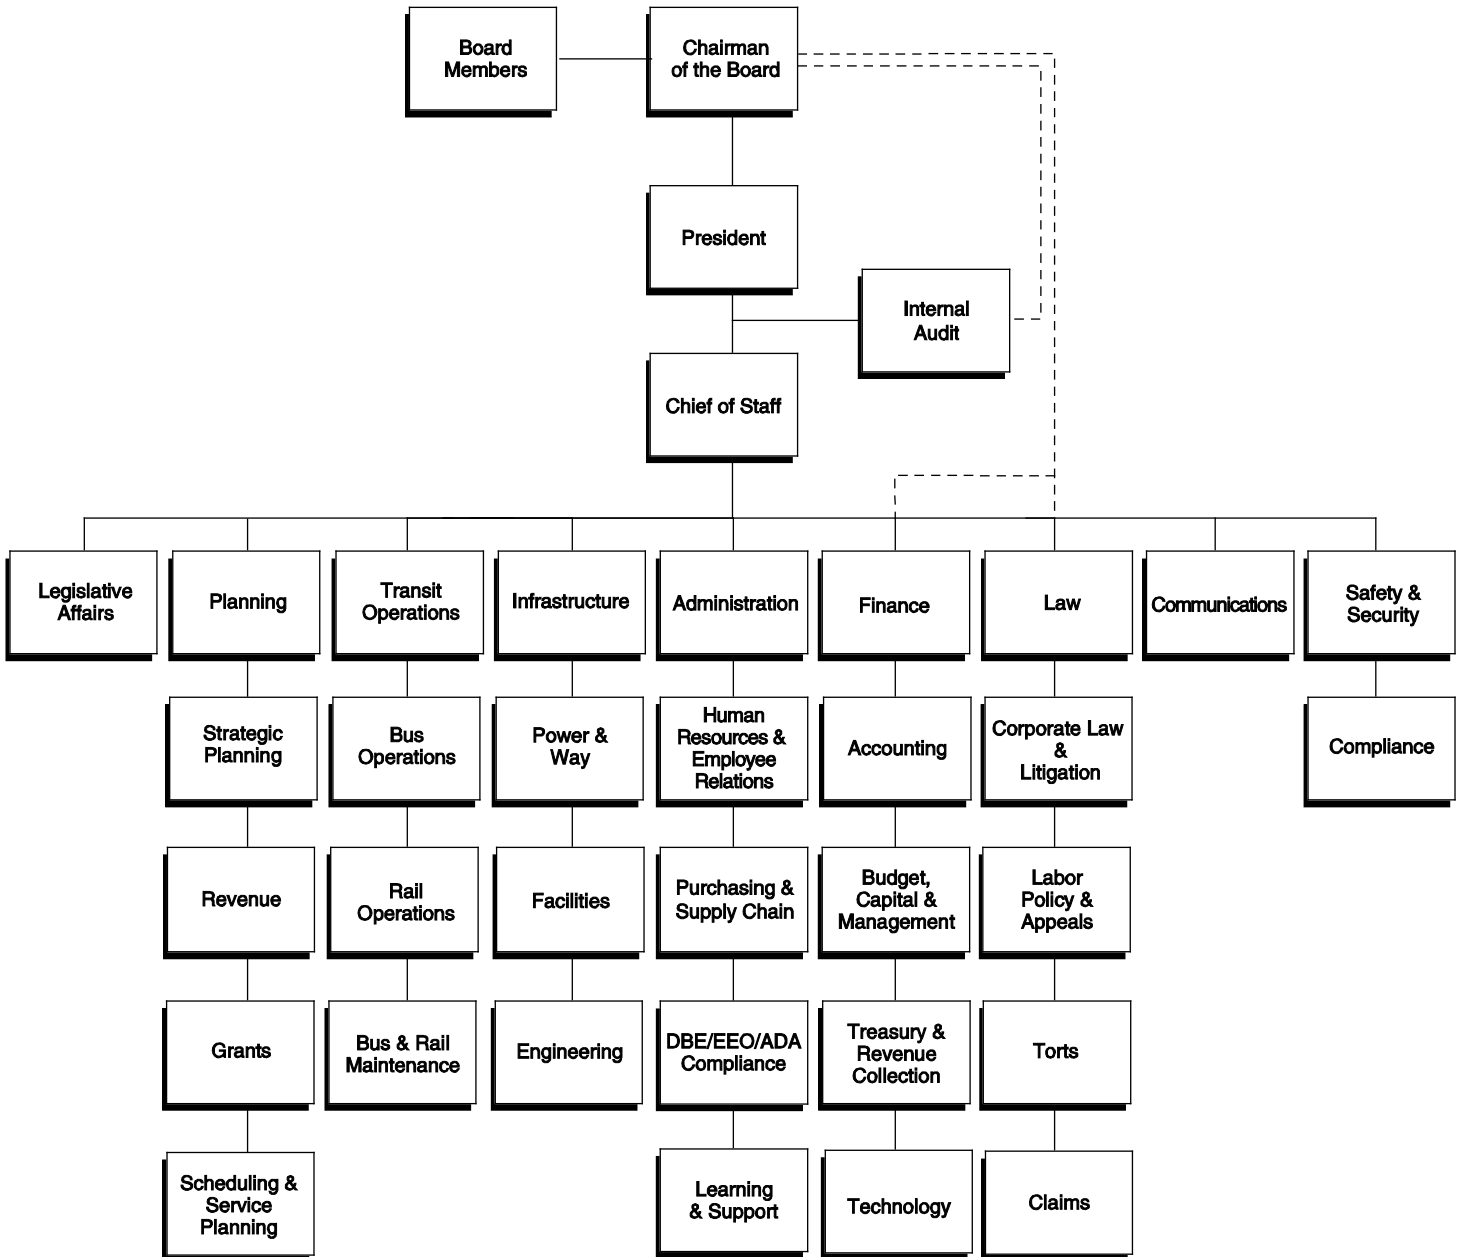 Board
Members
Chairman
of the Board
President
Internal
Audit
Chief of Staff
Legislative
Affairs
Planning
Transit
Operations
Infrastructure
Administration
Finance
Law
Communications
Safety &
Security
Strategic
Planning
Bus
Operations
Power &
Way
Human
Resources &
Employee
Relations
Accounting
Corporate Law
&
Litigation
Compliance
Revenue
Rail
Operations
Facilities
Purchasing &
Supply Chain
Budget,
Capital &
Management
Labor
Policy &
Appeals
Grants
Bus & Rail
Maintenance
Engineering
DBE/EEO/ADA
Compliance
Treasury &
Revenue
Collection
Torts
Scheduling &
Service
Planning
Learning
& Support
Technology
Claims